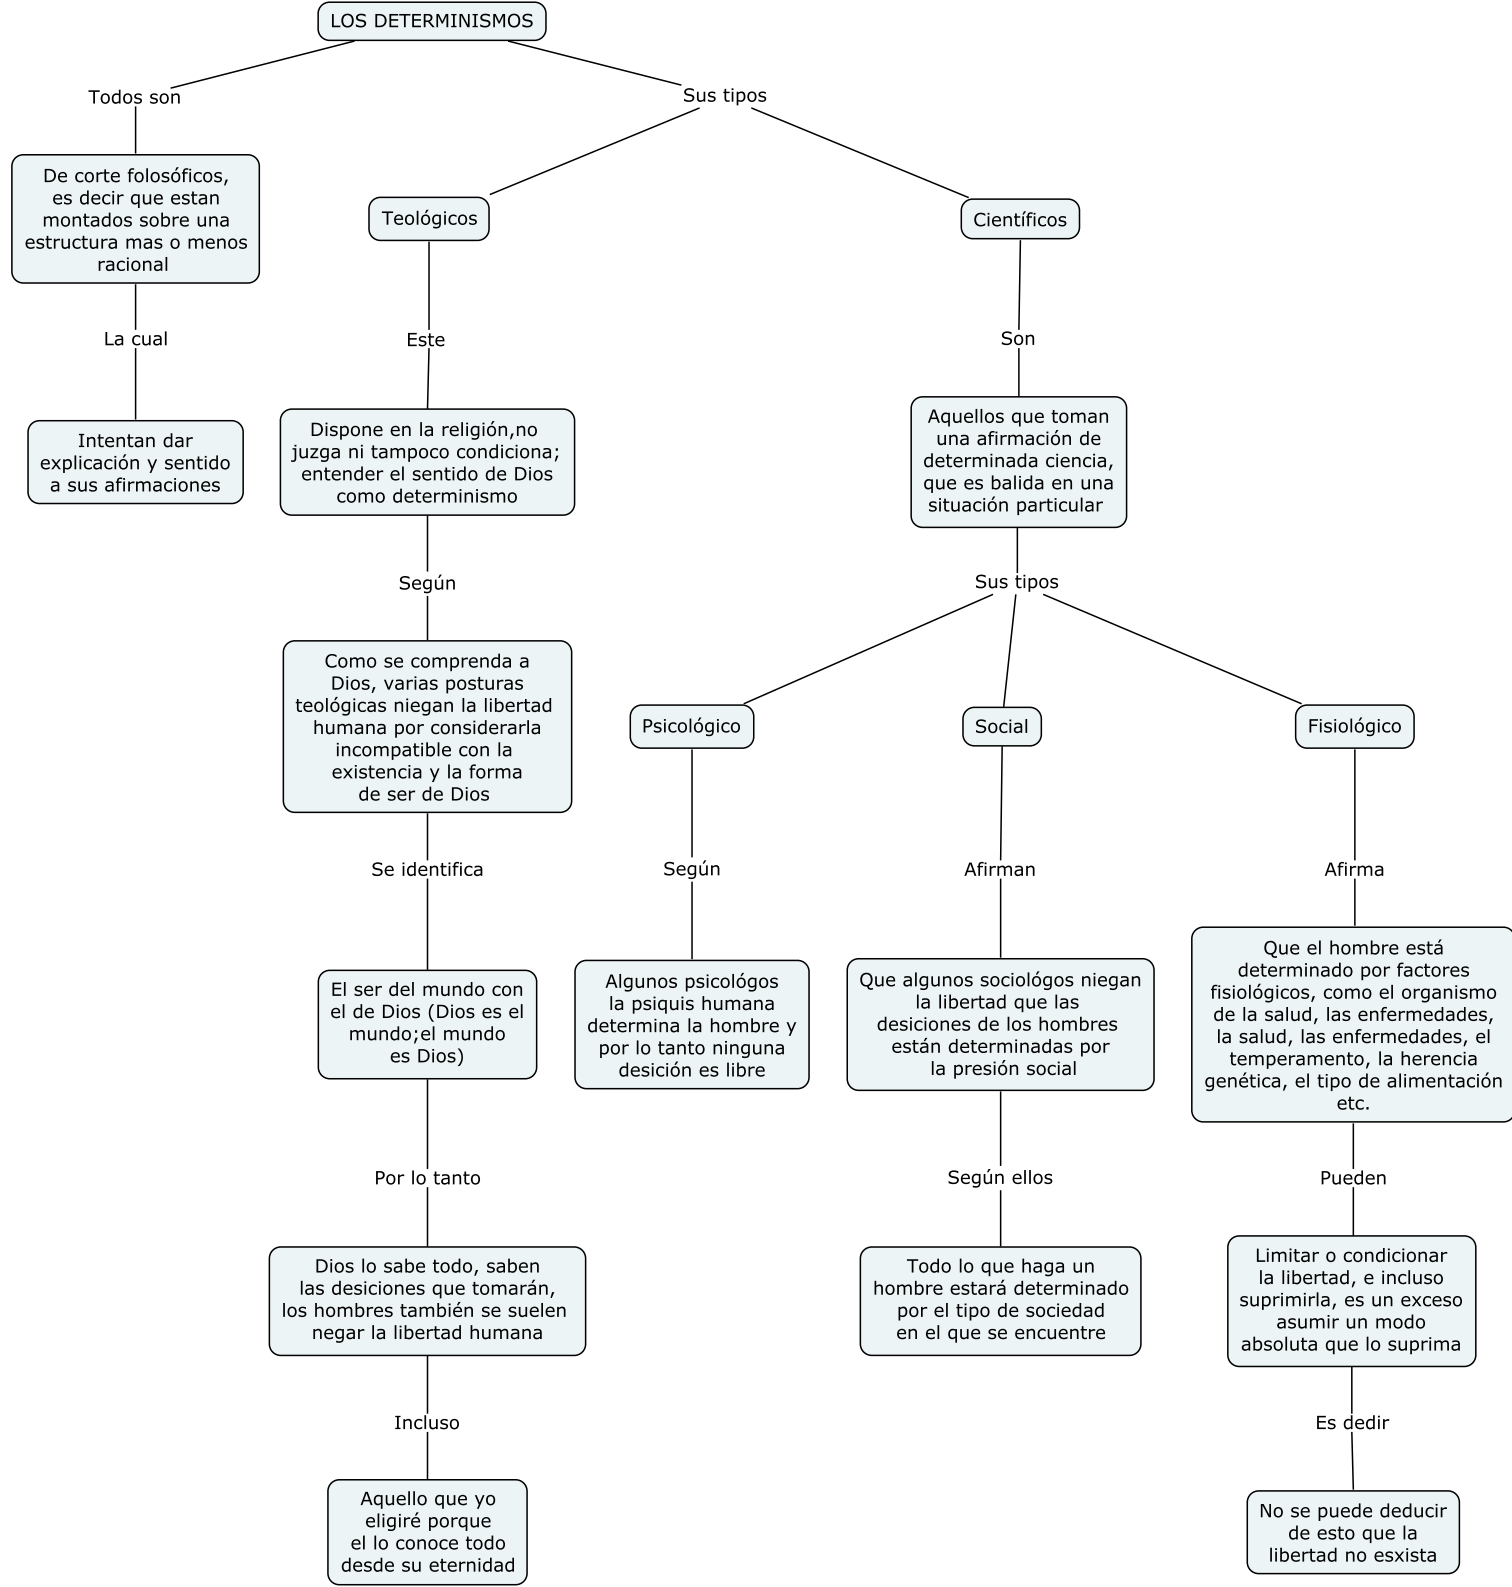 LOS DETERMINISMOS
Todos son
De corte folosóficos,
es decir que estan
montados sobre una
estructura mas o menos
racional
La cual
Intentan dar
explicación y sentido
a sus afirmaciones
Sus tipos
Teológicos
Este
Dispone en la religión,no
juzga ni tampoco condiciona;
entender el sentido de Dios
como determinismo
Según
Como se comprenda a
Dios, varias posturas
teológicas niegan la libertad
humana por considerarla
incompatible con la
existencia y la forma
de ser de Dios
Se identifica
El ser del mundo con
el de Dios (Dios es el
mundo;el mundo
es Dios)
Por lo tanto
Dios lo sabe todo, saben
las desiciones que tomarán,
los hombres también se suelen
negar la libertad humana
Incluso
Aquello que yo
eligiré porque
el lo conoce todo
desde su eternidad
Científicos
Son
Aquellos que toman
una afirmación de
determinada ciencia,
que es balida en una
situación particular
Sus tipos
Psicológico
Según
Algunos psicológos
la psiquis humana
determina la hombre y
por lo tanto ninguna
desición es libre
Social
Afirman
Que algunos sociológos niegan
la libertad que las
desiciones de los hombres
están determinadas por
la presión social
Según ellos
Todo lo que haga un
hombre estará determinado
por el tipo de sociedad
en el que se encuentre
Fisiológico
Afirma
Que el hombre está
determinado por factores
fisiológicos, como el organismo
de la salud, las enfermedades,
la salud, las enfermedades, el
temperamento, la herencia
genética, el tipo de alimentación
etc.
Pueden
Limitar o condicionar
la libertad, e incluso
suprimirla, es un exceso
asumir un modo
absoluta que lo suprima
Es dedir
No se puede deducir
de esto que la
libertad no esxista